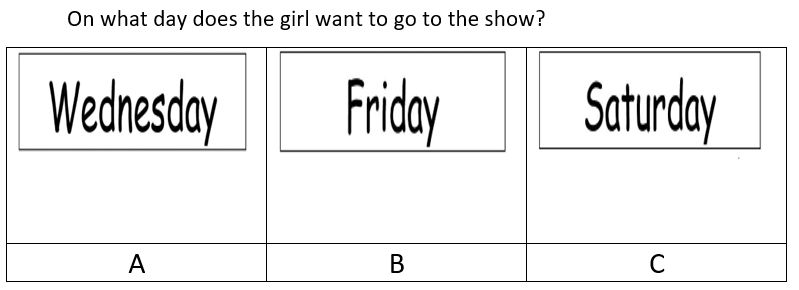 On what day does the girl want to go to the show?
Wednesday Friday Saturday
A B C